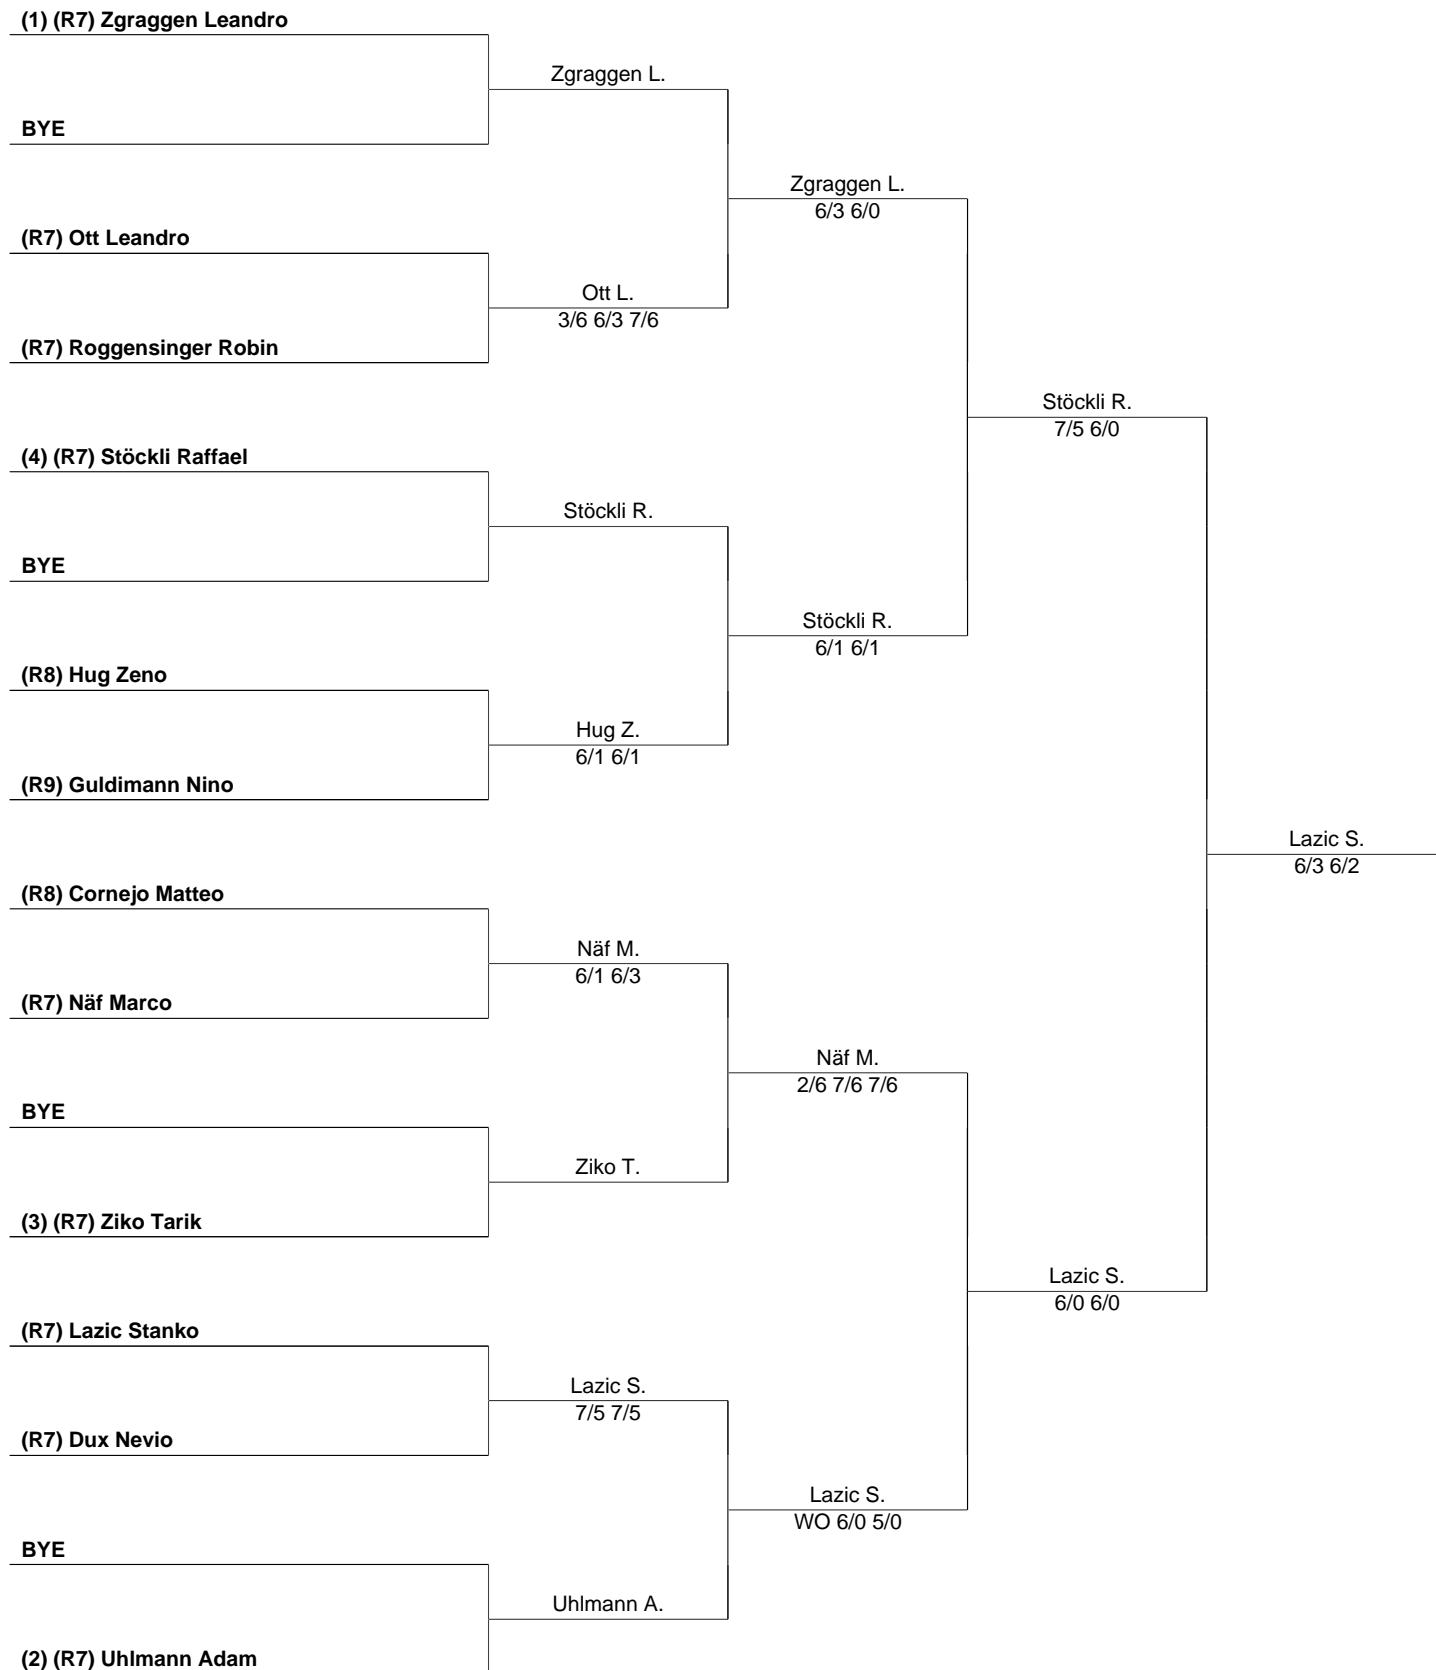 (1) (R7) Zgraggen Leandro
Zgraggen L.
BYE
Zgraggen L.
6/3 6/0
(R7) Ott Leandro
Ott L.
3/6 6/3 7/6
(R7) Roggensinger Robin
Stöckli R.
7/5 6/0
(4) (R7) Stöckli Raffael
Stöckli R.
BYE
Stöckli R.
6/1 6/1
(R8) Hug Zeno
Hug Z.
6/1 6/1
(R9) Guldimann Nino
Lazic S.
6/3 6/2
(R8) Cornejo Matteo
Näf M.
6/1 6/3
(R7) Näf Marco
Näf M.
2/6 7/6 7/6
BYE
Ziko T.
(3) (R7) Ziko Tarik
Lazic S.
6/0 6/0
(R7) Lazic Stanko
Lazic S.
7/5 7/5
(R7) Dux Nevio
Lazic S.
WO 6/0 5/0
BYE
Uhlmann A.
(2) (R7) Uhlmann Adam